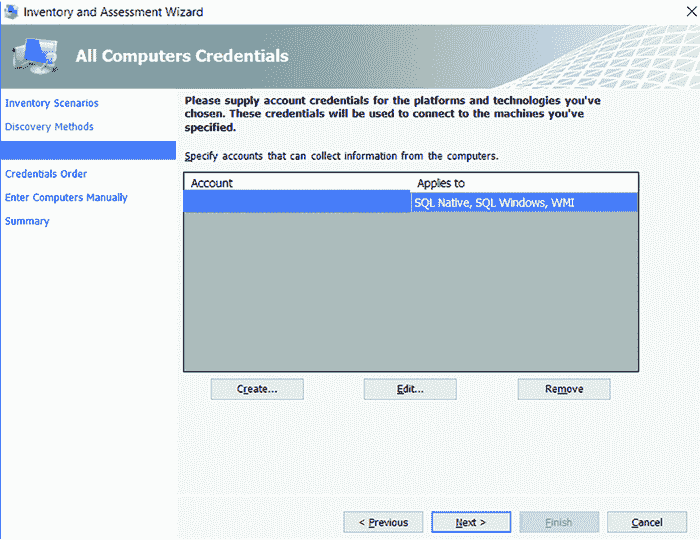 Inventory and Assessment Wizard
All Computers Credentials
Inventory Scenarios
Discovery Methods
Credentials Order
Enter Computers Manually
Summary
Please supply account credentials for the platforms and technologies you've
chosen. These credentials will be used to connect to the machines you've
specified.
Specify accounts that can collect information from the computers.
Account Applies to
SQL Native, SQL Windows, WMI
Create... Edit... Remove
< Previous Next > Finish Cancel